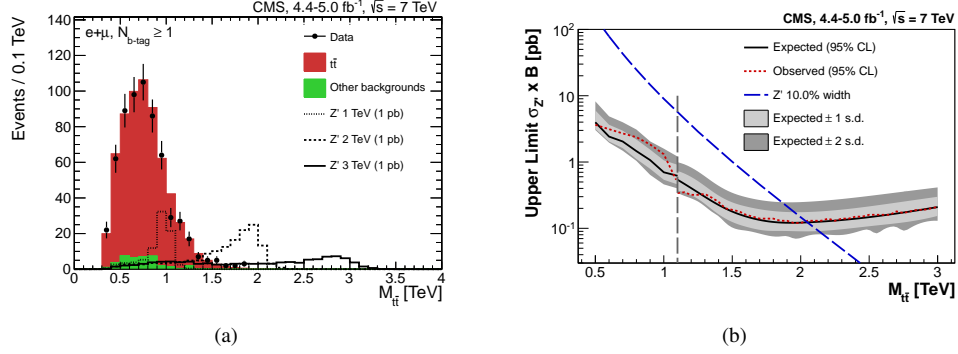 CMS, 4.4-5.0 fb⁻¹, √s = 7 TeV
Events / 0.1 TeV
140
120
100
80
60
40
20
0
e+μ, N_b-tag ≥ 1
Data
tt̄
Other backgrounds
Z' 1 TeV (1 pb)
Z' 2 TeV (1 pb)
Z' 3 TeV (1 pb)
0 0.5 1 1.5 2 2.5 3 3.5 4
M_tt̄ [TeV]
(a)
CMS, 4.4-5.0 fb⁻¹, √s = 7 TeV
Upper Limit σ_Z' x B [pb]
10²
10
1
10⁻¹
Expected (95% CL)
Observed (95% CL)
Z' 10.0% width
Expected ± 1 s.d.
Expected ± 2 s.d.
0.5 1 1.5 2 2.5 3
M_tt̄ [TeV]
(b)